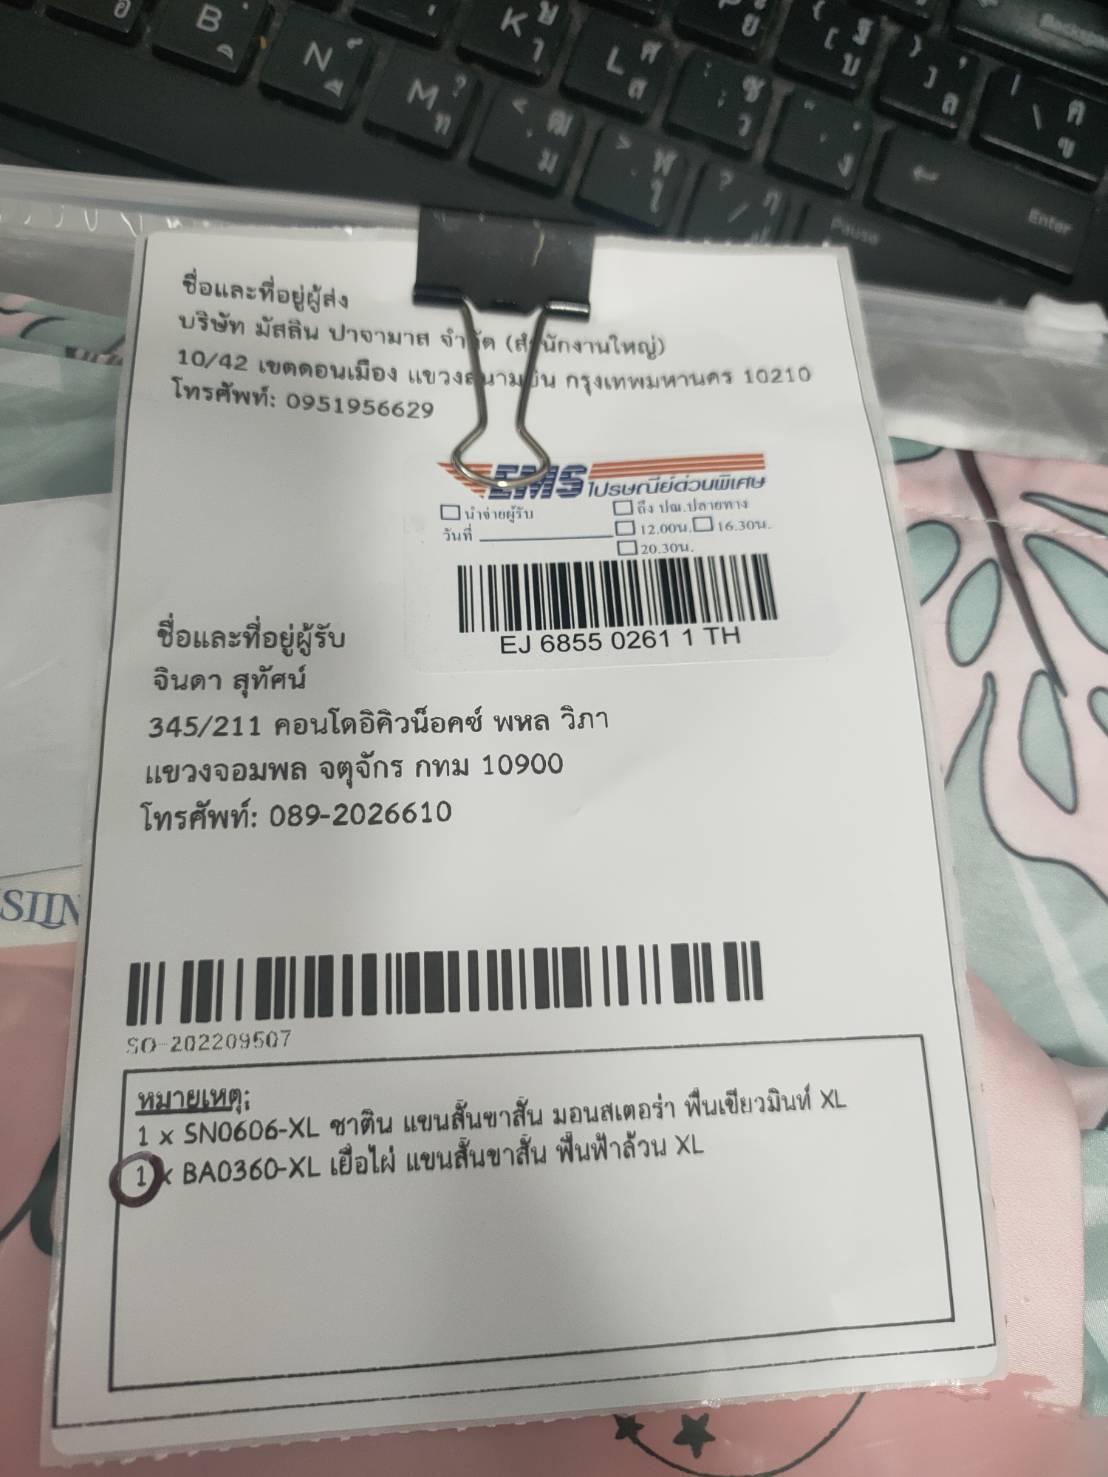 B
N
M ? ท
K ษ า
L ศ ส
: ; ซ ว
< , ฒ ม
> . ฬ ใ
? / ฦ ฝ
{ [ ฐ บ
} ] , ล
| \ ฅ ฃ
Enter
Pause
Backspace
ชื่อและที่อยู่ผู้ส่ง
บริษัท มัสลิน ปาจามาส (สำนักงานใหญ่)
10/42 เขตดอนเมือง กรุงเทพมหานคร 10210
โทรศัพท์: 0951956629
EMS ไปรษณีย์ด่วนพิเศษ
นำจ่ายผู้รับ ถึง ปณ.ปลายทาง
วันที่ 12.00น. 16.30น.
20.30น.
EJ 6855 0261 1 TH
ชื่อและที่อยู่ผู้รับ
จินดา สุทัศน์
345/211 คอนโดอิคิวน็อคซ์ พหล วิภา
แขวงจอมพล จตุจักร กทม 10900
โทรศัพท์: 089-2026610
SO-202209507
หมายเหตุ:
1 x SN0606-XL ซาติน แขนสั้นขาสั้น มอนสเตอร่า พื้นเขียวมินท์ XL
1 x BA0360-XL เยื่อไผ่ แขนสั้นขาสั้น พื้นฟ้าล้วน XL